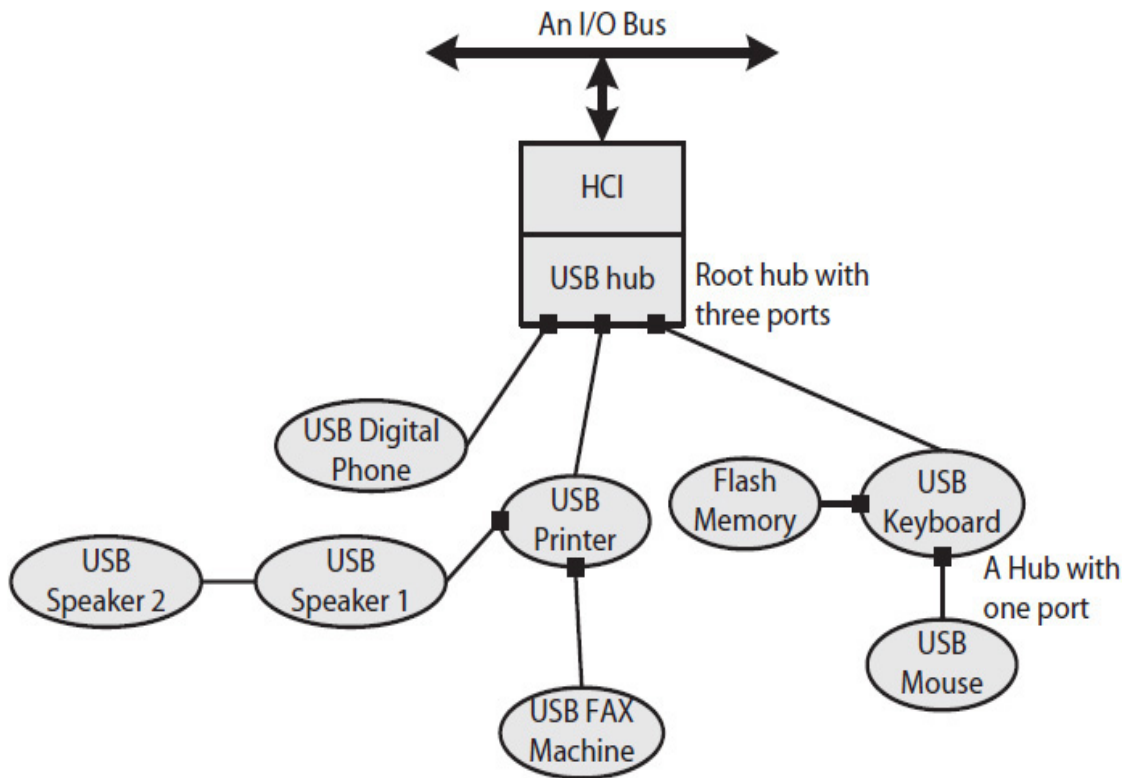 An I/O Bus
HCI
USB hub
Root hub with
three ports
USB Digital
Phone
USB
Printer
Flash
Memory
USB
Keyboard
USB
Speaker 2
USB
Speaker 1
A Hub with
one port
USB
Mouse
USB FAX
Machine